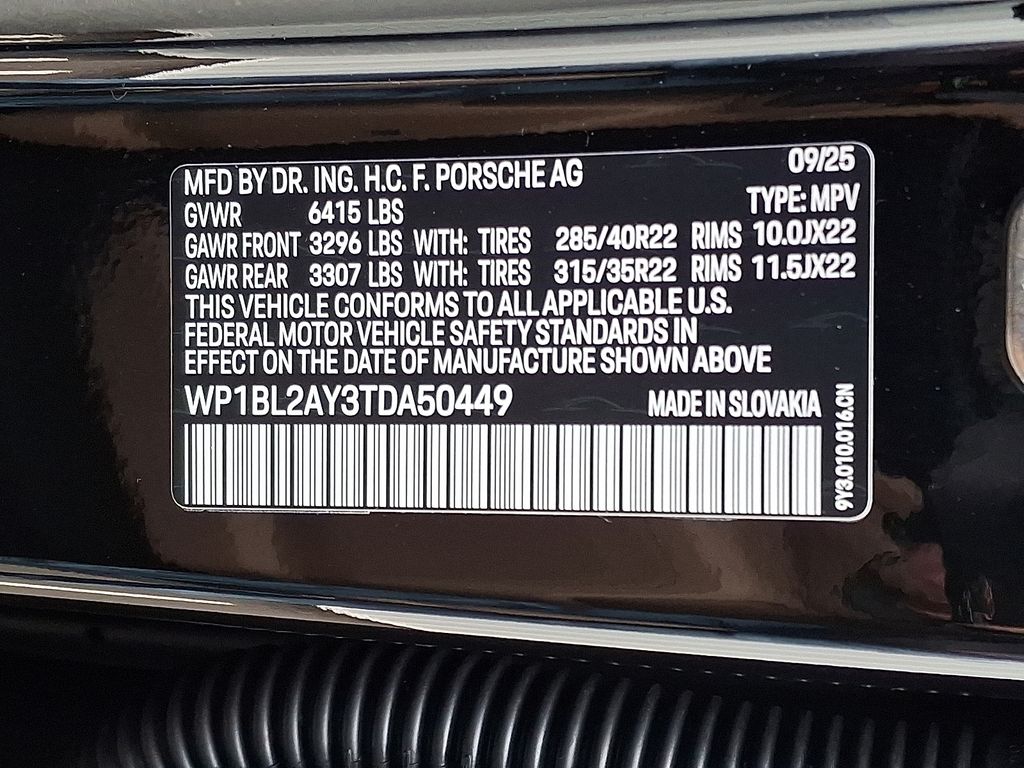 MFD BY DR. ING. H.C. F. PORSCHE AG 09/25
GVWR 6415 LBS TYPE: MPV
GAWR FRONT 3296 LBS WITH: TIRES 285/40R22 RIMS 10.0JX22
GAWR REAR 3307 LBS WITH: TIRES 315/35R22 RIMS 11.5JX22
THIS VEHICLE CONFORMS TO ALL APPLICABLE U.S.
FEDERAL MOTOR VEHICLE SAFETY STANDARDS IN
EFFECT ON THE DATE OF MANUFACTURE SHOWN ABOVE
WP1BL2AY3TDA50449 MADE IN SLOVAKIA
9Y3.010.016.CN